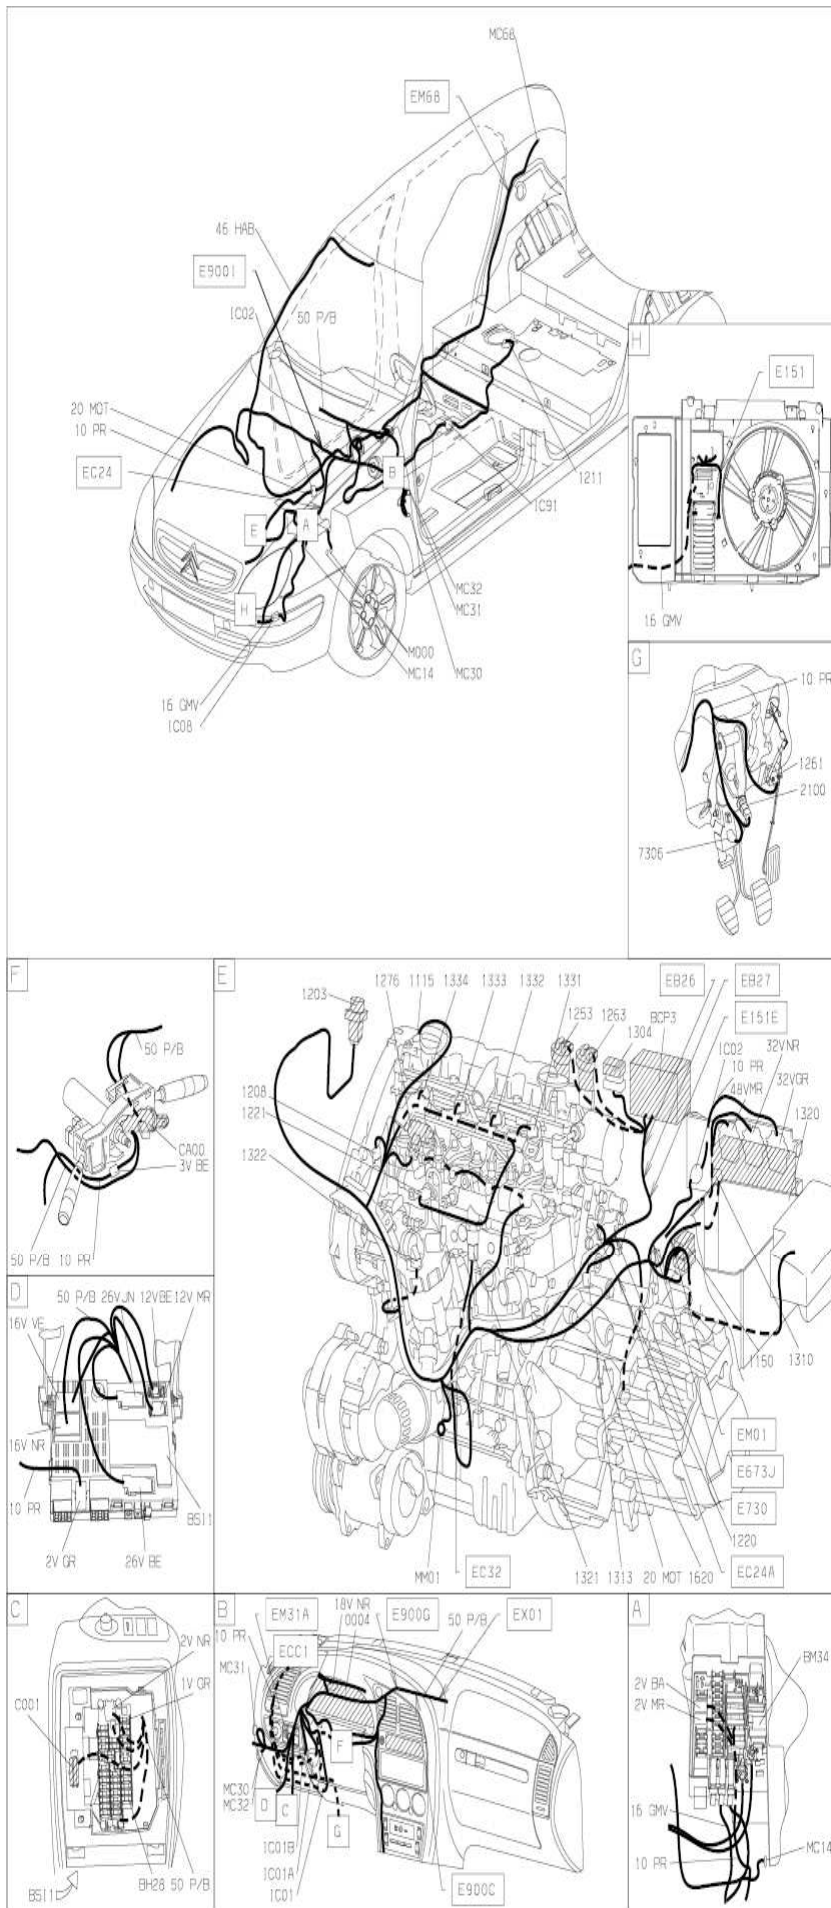 MC68
EM68
46 HAB
E9001
IC02
50 P/B
20 MOT
10 PR
EC24
E
A
B
H
1211
IC91
MC32
MC31
M000
MC14
MC30
16 GMV
IC08
H
E151
16 GMV
G
10 PR
1261
2100
7306
F
50 P/B
CA00
3V BE
50 P/B 10 PR
E
1203
1276
1115
1334
1333
1332
1331
1253
1263
1304
BCP3
EB26
EB27
E151E
IC02
10 PR
48VMR
32VNR
32VGR
1320
1208
1221
1322
1150
1310
EM01
E673J
E730
1220
MM01
EC32
1321
1313
20 MOT
1620
EC24A
D
50 P/B
26V JN
12V BE
12V MR
16V VE
16V NR
10 PR
2V GR
26V BE
BSI1
C
2V NR
1V GR
C001
BH28
50 P/B
BSI1
B
EM31A
18V NR
0004
E900G
EX01
10 PR
ECC1
50 P/B
MC31
F
MC30
MC32
D
C
G
IC01B
IC01A
IC01
E900C
A
BM34
2V BA
2V MR
16 GMV
10 PR
MC14